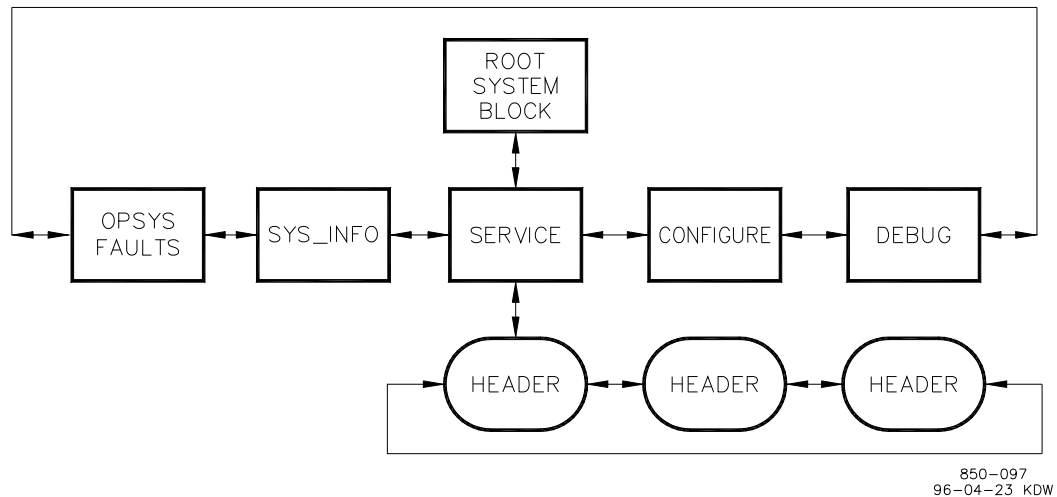 ROOT
SYSTEM
BLOCK
OPSYS
FAULTS
SYS_INFO
SERVICE
CONFIGURE
DEBUG
HEADER
HEADER
HEADER
850-097
96-04-23 KDW